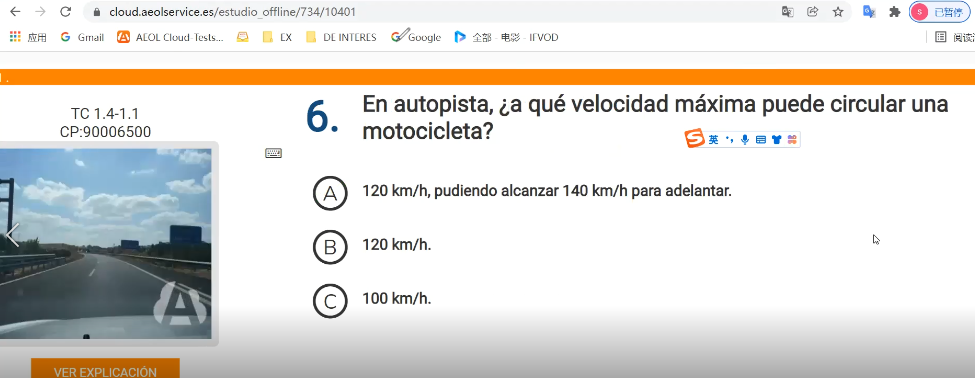 cloud.aeolservice.es/estudio_offline/734/10401
S 已暂停
应用 Gmail AEOL Cloud-Tests... EX DE INTERES Google 全部 - 电影 - IFVOD
TC 1.4-1.1
CP:90006500
6. En autopista, ¿a qué velocidad máxima puede circular una
motocicleta?
英
A 120 km/h, pudiendo alcanzar 140 km/h para adelantar.
B 120 km/h.
C 100 km/h.
VER EXPLICACIÓN